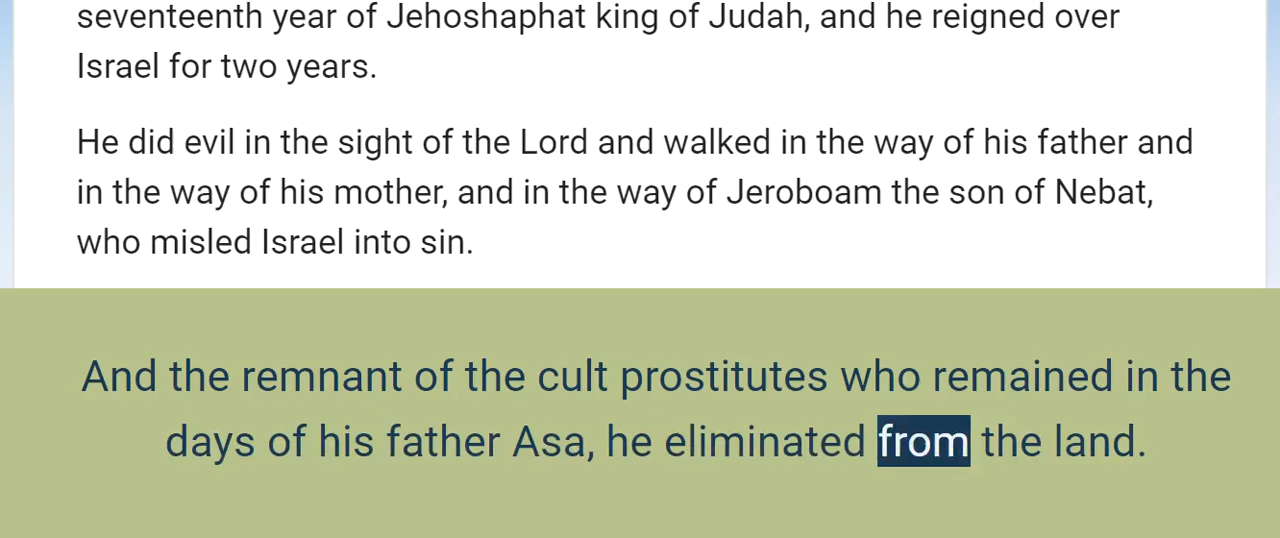 seventeenth year of Jehoshaphat king of Judah, and he reigned over
Israel for two years.
He did evil in the sight of the Lord and walked in the way of his father and
in the way of his mother, and in the way of Jeroboam the son of Nebat,
who misled Israel into sin.
And the remnant of the cult prostitutes who remained in the
days of his father Asa, he eliminated from the land.